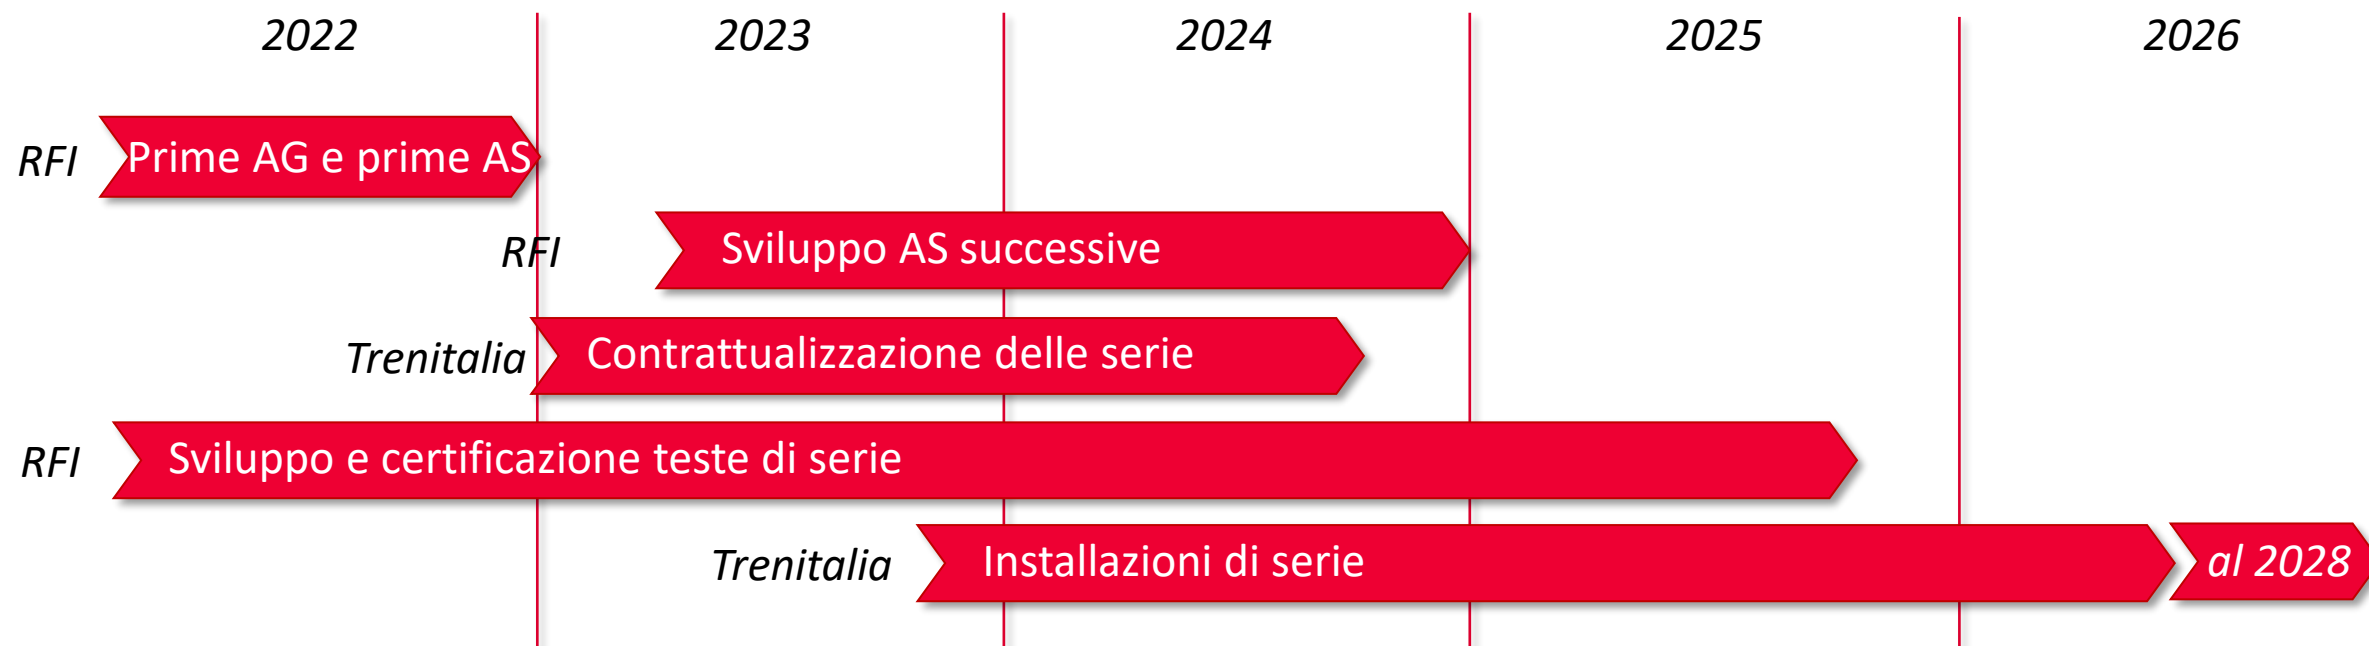 2022 2023 2024 2025 2026
RFI Prime AG e prime AS
RFI Sviluppo AS successive
Trenitalia Contrattualizzazione delle serie
RFI Sviluppo e certificazione teste di serie
Trenitalia Installazioni di serie al 2028